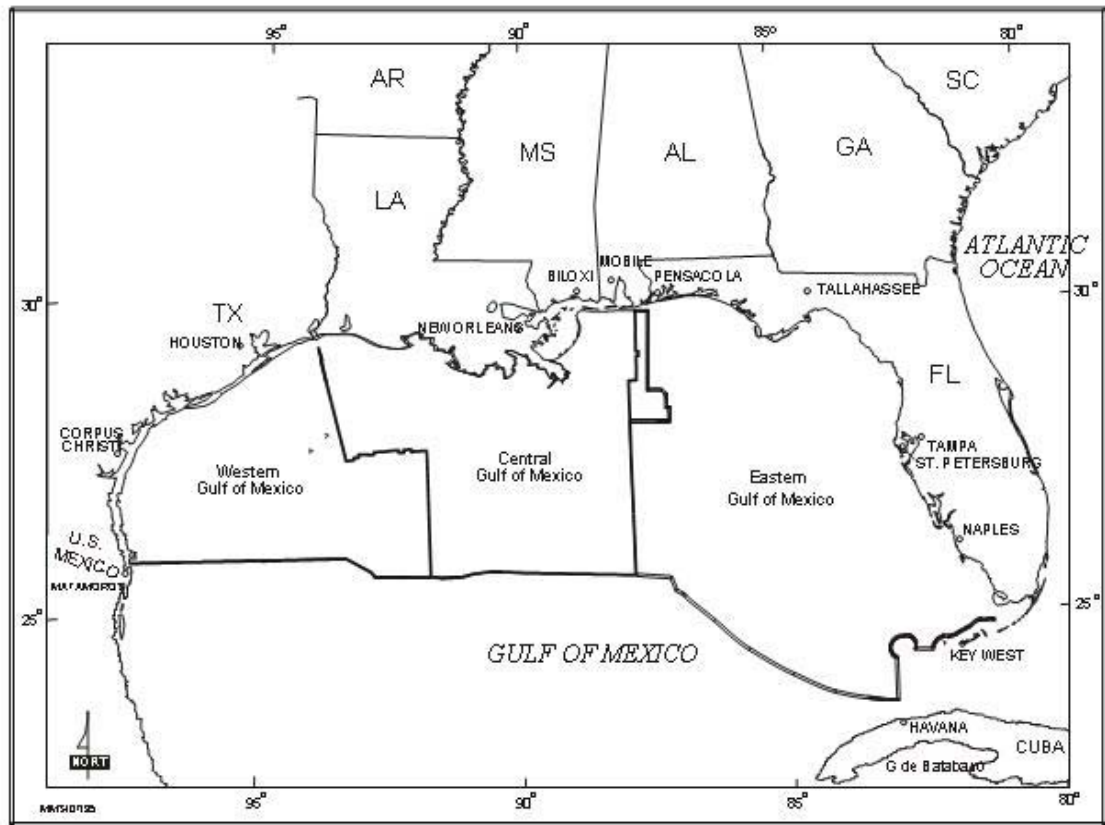 95°
90°
85°
80°
AR
SC
MS
AL
GA
LA
ATLANTIC
OCEAN
MOBILE
BILOXI
PENSACOLA
TALLAHASSEE
30°
30°
TX
NEW ORLEANS
HOUSTON
FL
CORPUS
CHRISTI
TAMPA
ST. PETERSBURG
Western
Gulf of Mexico
Central
Gulf of Mexico
Eastern
Gulf of Mexico
NAPLES
U.S.
MEXICO
MATAMOROS
25°
25°
GULF OF MEXICO
KEY WEST
HAVANA
CUBA
G de Batabano
NORT
95°
90°
85°
80°